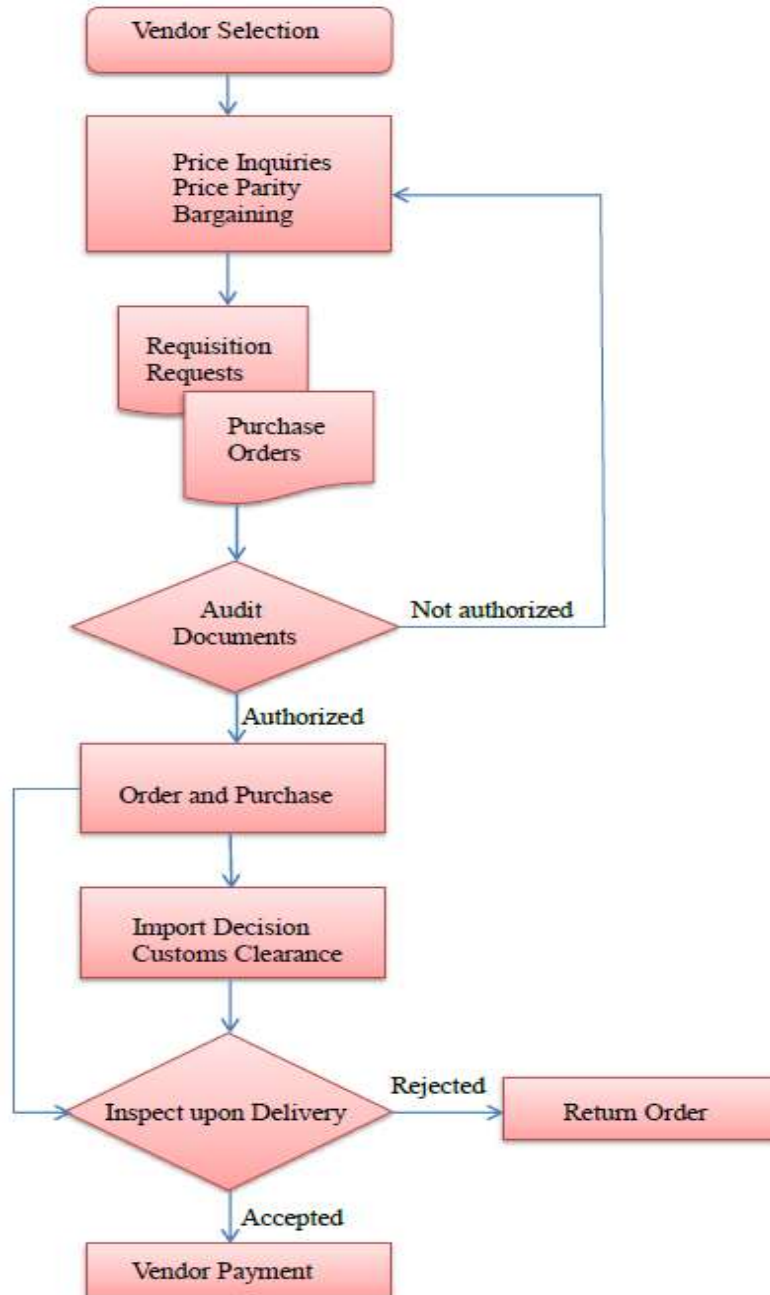 Vendor Selection
Price Inquiries
Price Parity
Bargaining
Requisition
Requests
Purchase
Orders
Audit
Documents
Not authorized
Authorized
Order and Purchase
Import Decision
Customs Clearance
Inspect upon Delivery
Rejected
Return Order
Accepted
Vendor Payment